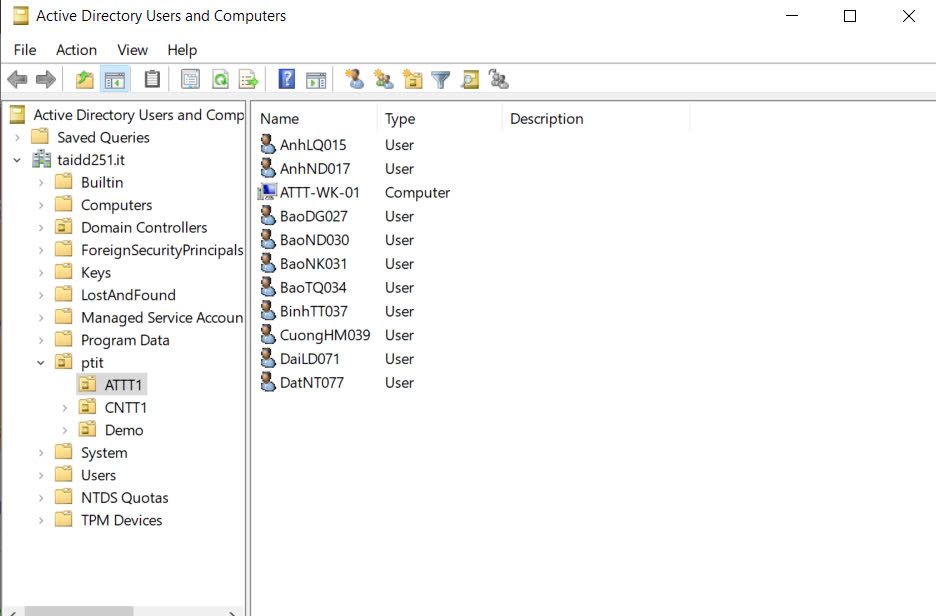 Active Directory Users and Computers
File Action View Help
Active Directory Users and Comp
Saved Queries
taidd251.it
Builtin
Computers
Domain Controllers
ForeignSecurityPrincipals
Keys
LostAndFound
Managed Service Accoun
Program Data
ptit
ATTT1
CNTT1
Demo
System
Users
NTDS Quotas
TPM Devices
Name Type Description
AnhLQ015 User
AnhND017 User
ATTT-WK-01 Computer
BaoDG027 User
BaoND030 User
BaoNK031 User
BaoTQ034 User
BinhTT037 User
CuongHM039 User
DaiLD071 User
DatNT077 User